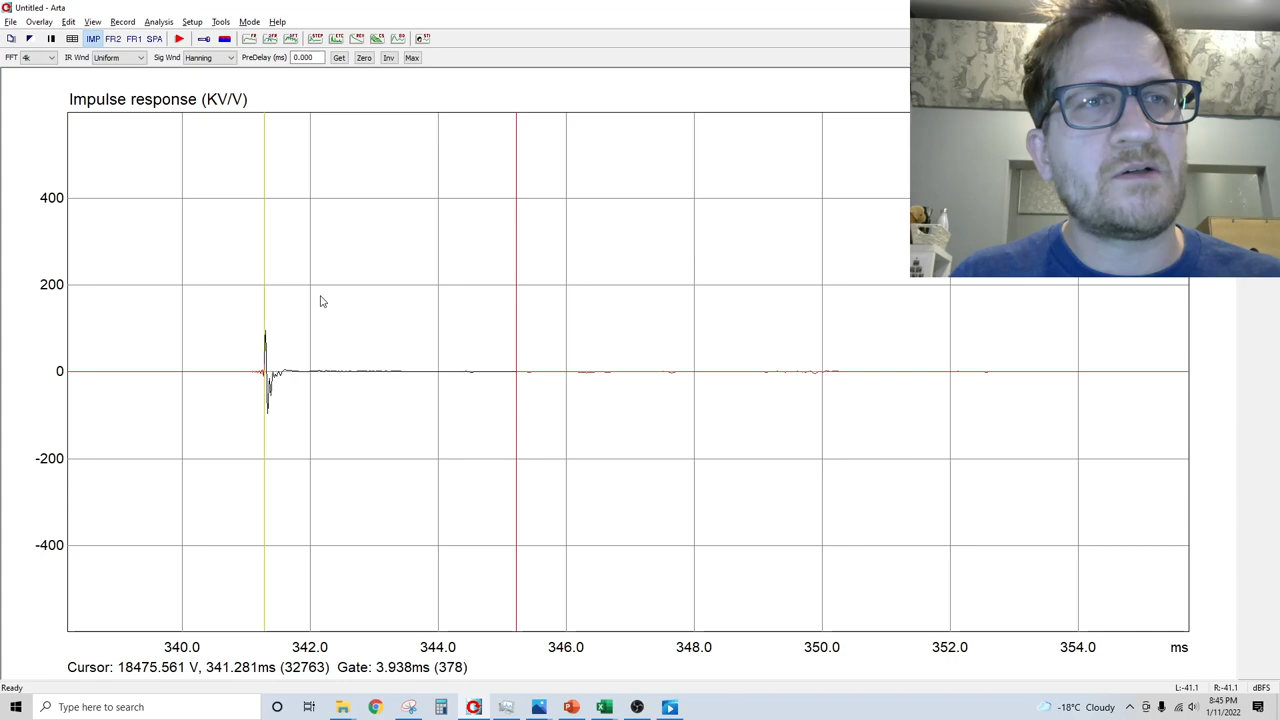 Untitled - Arta
File Overlay Edit View Record Analysis Setup Tools Mode Help
IMP FR2 FR1 SPA
FFT 4k IR Wnd Uniform Sig Wnd Hanning PreDelay (ms) 0.000 Get Zero Inv Max
Impulse response (KV/V)
400
200
0
-200
-400
340.0 342.0 344.0 346.0 348.0 350.0 352.0 354.0 ms
Cursor: 18475.561 V, 341.281ms (32763) Gate: 3.938ms (378)
Ready L:-41.1 R:-41.1 dBFS
Type here to search
-18°C Cloudy
8:45 PM
1/11/2022